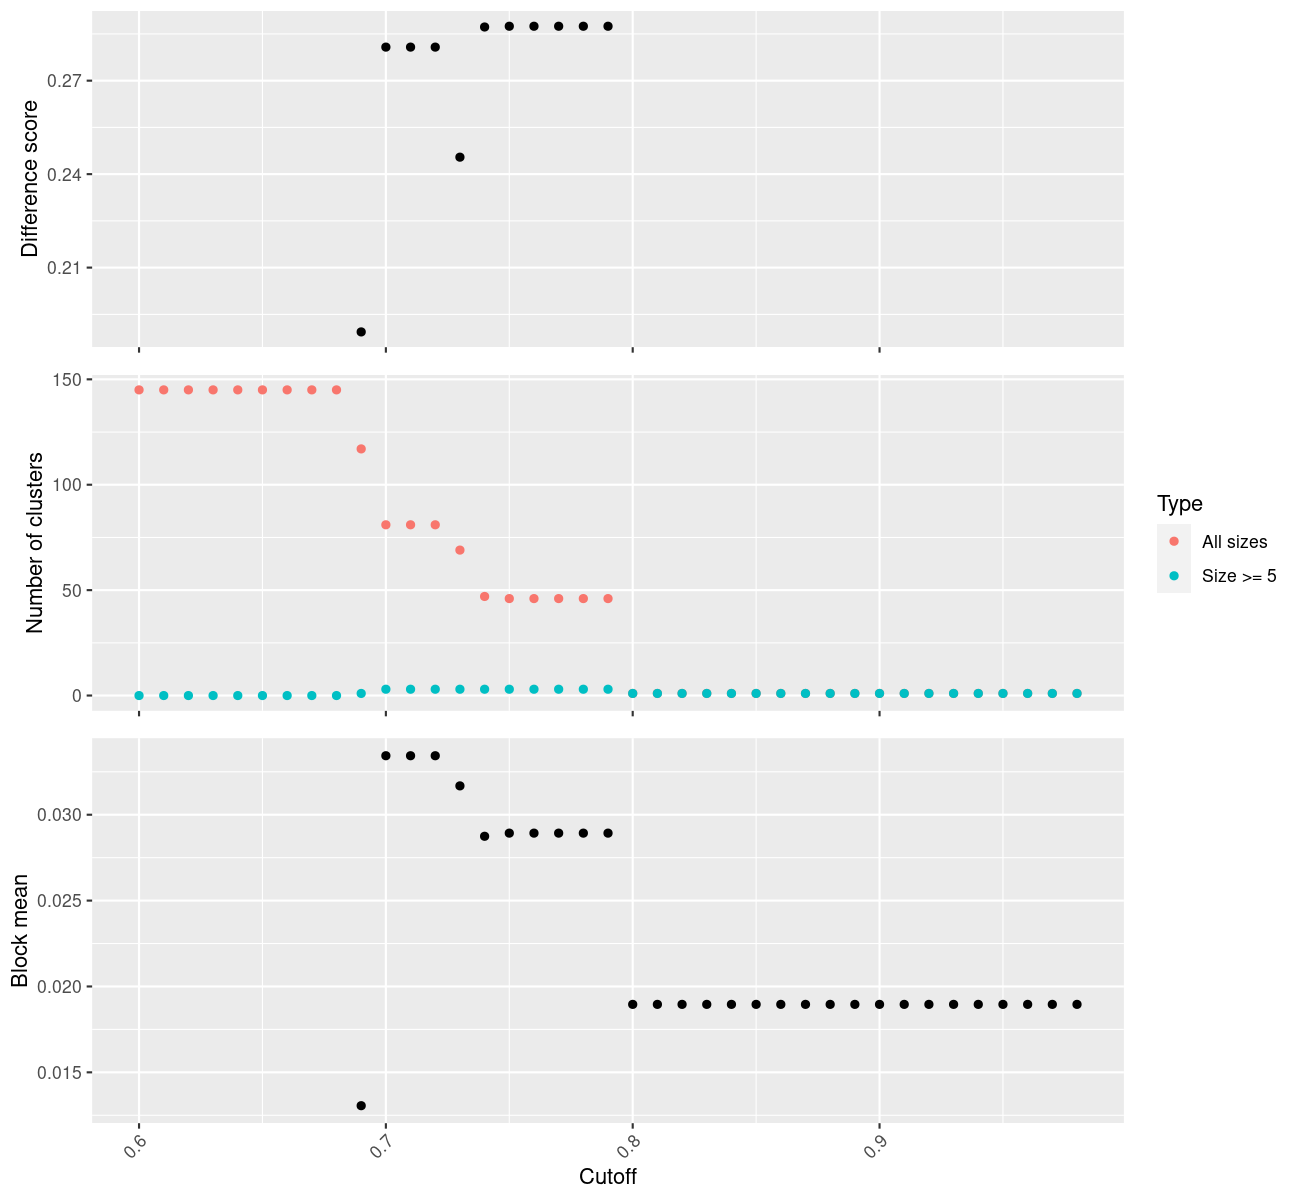 Difference score
0.27
0.24
0.21
Number of clusters
150
100
50
0
Type
All sizes
Size >= 5
Block mean
0.030
0.025
0.020
0.015
0.6
0.7
0.8
0.9
Cutoff